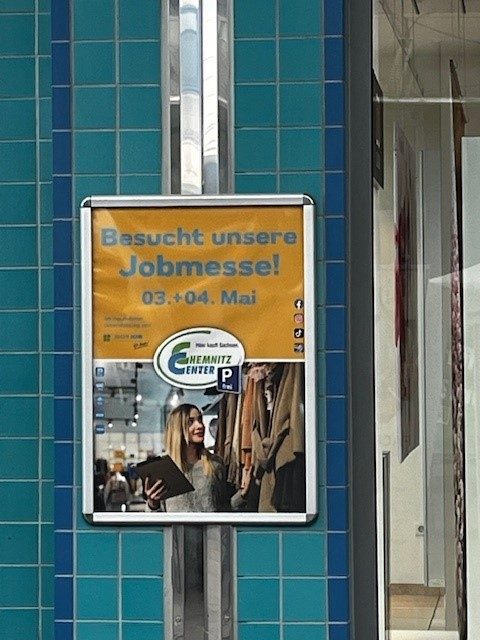 Besucht unsere
Jobmesse!
03.+04. Mai
Hier kauft Sachsen.
CHEMNITZ
CENTER
P
frei